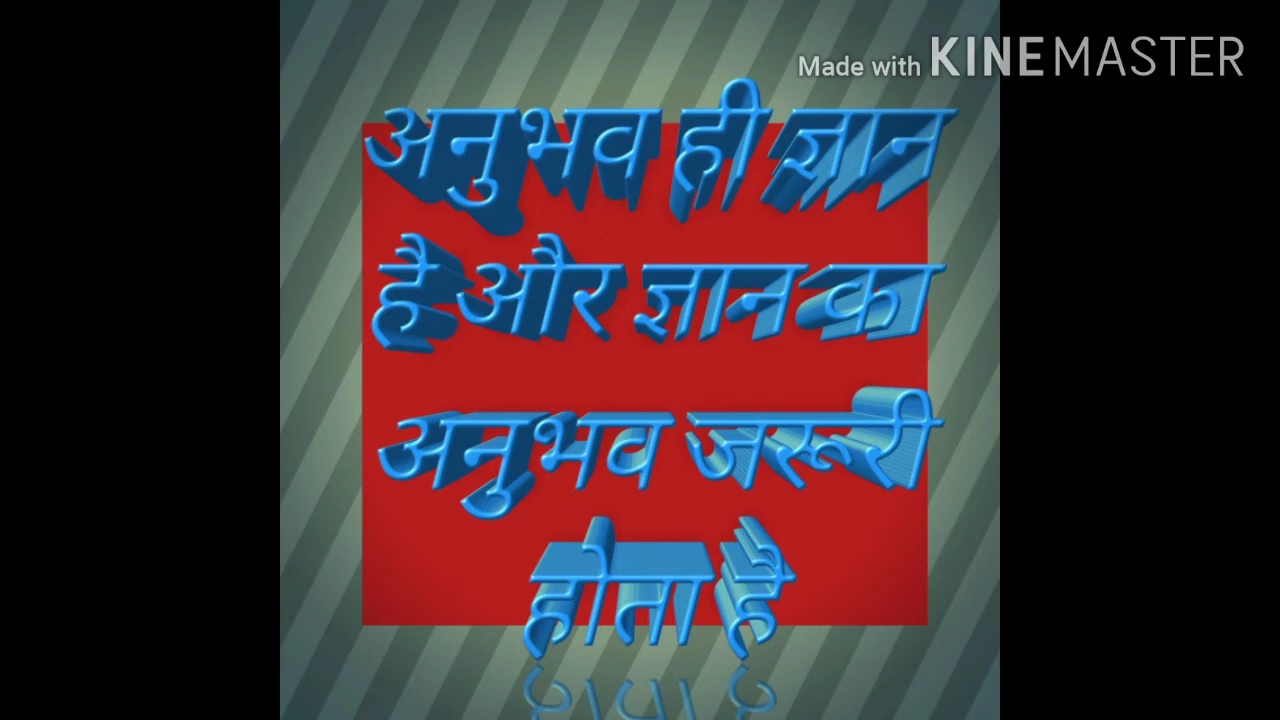 Made with KINEMASTER
अनुभव ही ज्ञान
है और ज्ञान का
अनुभव जरूरी
होता है